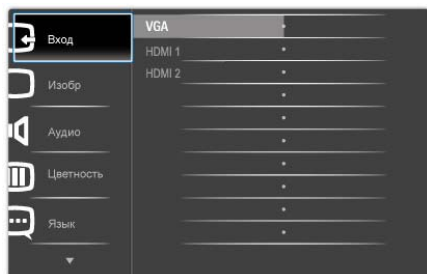 Вход
Изобр
Аудио
Цветность
Язык
VGA
HDMI 1
HDMI 2